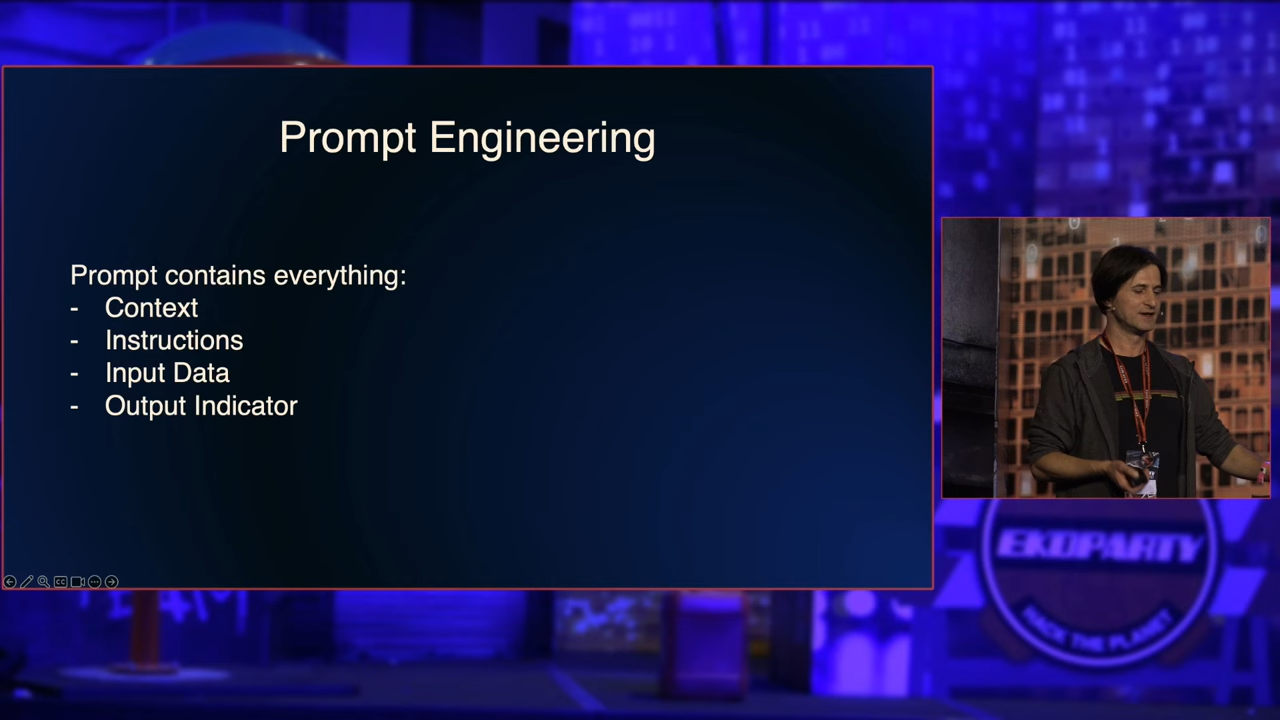 Prompt Engineering
Prompt contains everything:
- Context
- Instructions
- Input Data
- Output Indicator
EKOPARTY
HACK THE PLANET